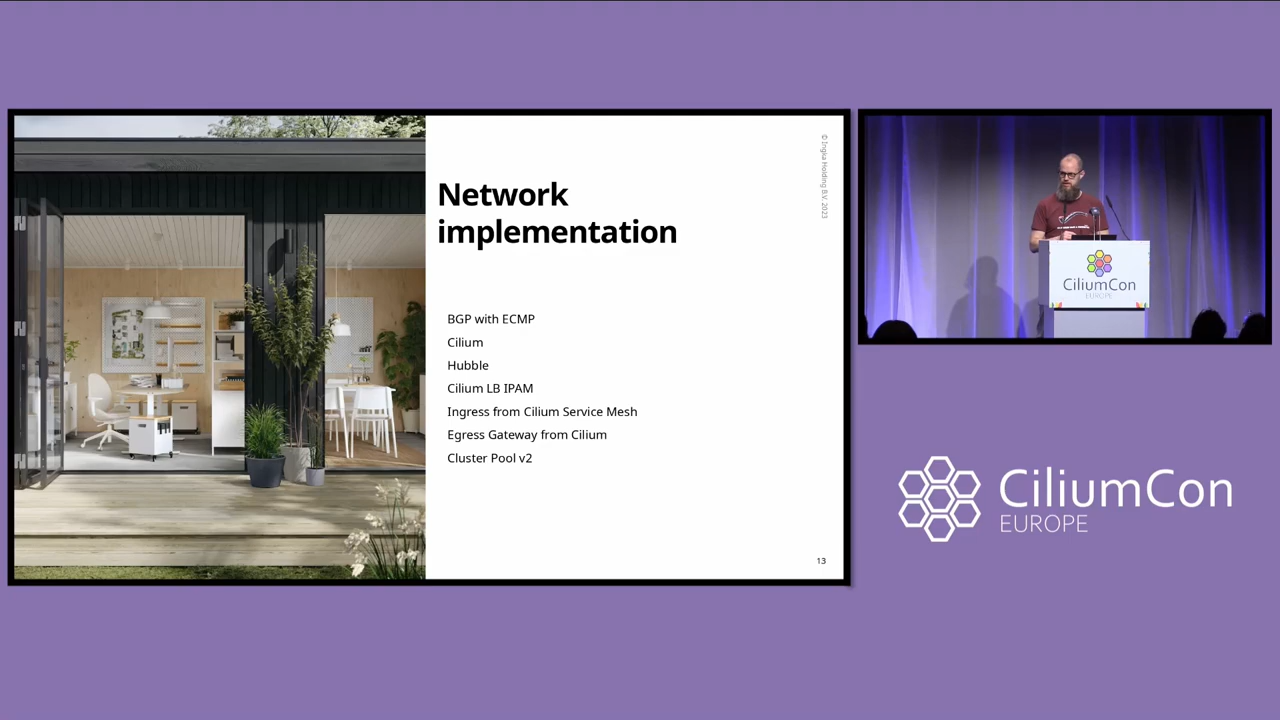 Network
implementation
BGP with ECMP
Cilium
Hubble
Cilium LB IPAM
Ingress from Cilium Service Mesh
Egress Gateway from Cilium
Cluster Pool v2
© Ingka Holding B.V. 2023
13
CiliumCon
EUROPE
CiliumCon
EUROPE